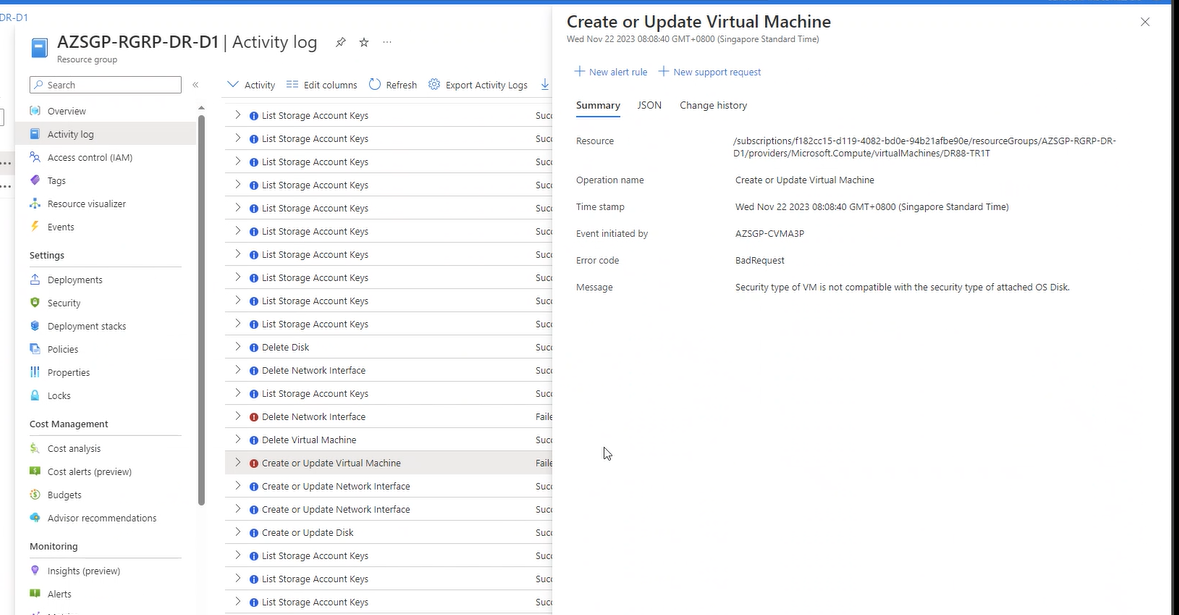 DR-D1
AZSGP-RGRP-DR-D1 | Activity log
Resource group
Search
Overview
Activity log
Access control (IAM)
Tags
Resource visualizer
Events
Settings
Deployments
Security
Deployment stacks
Policies
Properties
Locks
Cost Management
Cost analysis
Cost alerts (preview)
Budgets
Advisor recommendations
Monitoring
Insights (preview)
Alerts
Activity Edit columns Refresh Export Activity Logs
List Storage Account Keys Succ
List Storage Account Keys Succ
List Storage Account Keys Succ
List Storage Account Keys Succ
List Storage Account Keys Succ
List Storage Account Keys Succ
List Storage Account Keys Succ
List Storage Account Keys Succ
List Storage Account Keys Succ
List Storage Account Keys Succ
Delete Disk Succ
Delete Network Interface Succ
List Storage Account Keys Succ
Delete Network Interface Faile
Delete Virtual Machine Succ
Create or Update Virtual Machine Faile
Create or Update Network Interface Succ
Create or Update Network Interface Succ
Create or Update Disk Succ
List Storage Account Keys Succ
List Storage Account Keys Succ
List Storage Account Keys Succ
Create or Update Virtual Machine
Wed Nov 22 2023 08:08:40 GMT+0800 (Singapore Standard Time)
New alert rule New support request
Summary JSON Change history
Resource /subscriptions/f182cc15-d119-4082-bd0e-94b21afbe90e/resourceGroups/AZSGP-RGRP-DR-
D1/providers/Microsoft.Compute/virtualMachines/DR88-TR1T
Operation name Create or Update Virtual Machine
Time stamp Wed Nov 22 2023 08:08:40 GMT+0800 (Singapore Standard Time)
Event initiated by AZSGP-CVMA3P
Error code BadRequest
Message Security type of VM is not compatible with the security type of attached OS Disk.